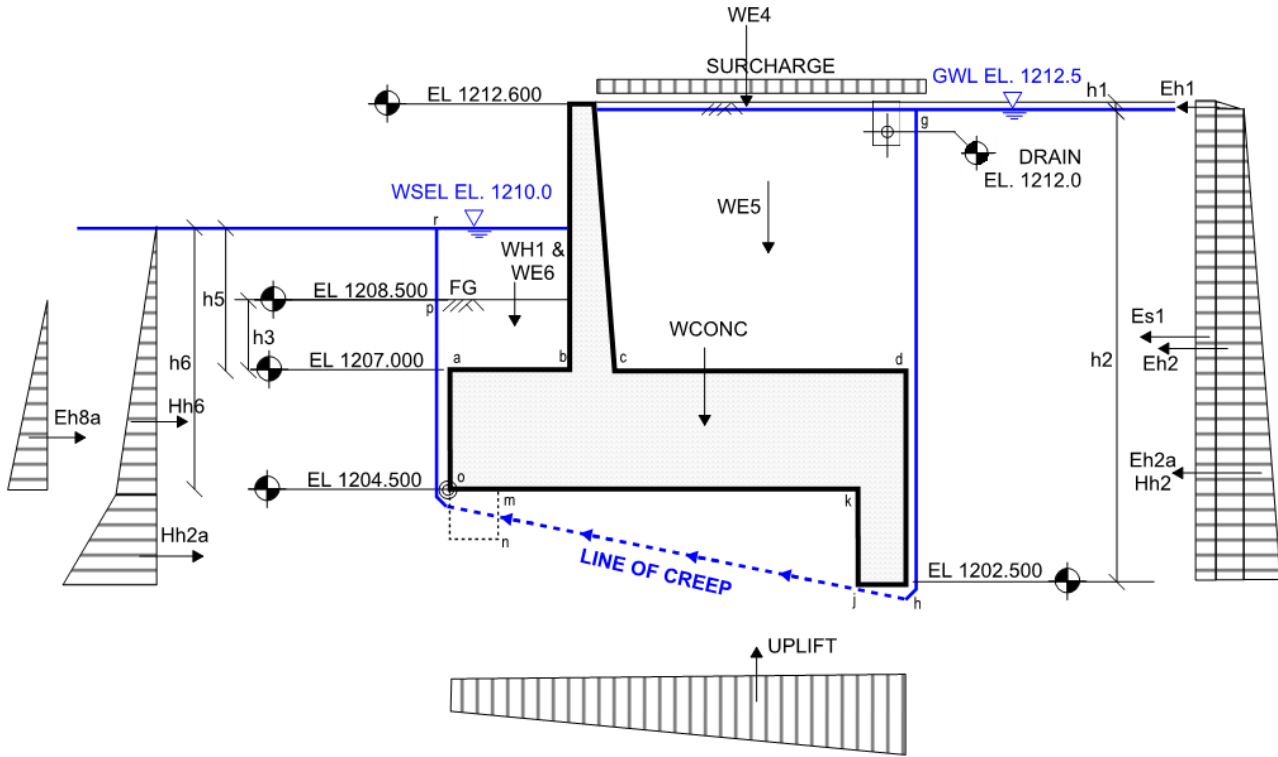 WE4
SURCHARGE
GWL EL. 1212.5
h1
Eh1
EL 1212.600
g
DRAIN
EL. 1212.0
WSEL EL. 1210.0
r
WE5
WH1 &
WE6
h5
EL 1208.500
FG
p
h3
Es1
WCONC
Eh2
h2
h6
EL 1207.000
a
b
c
d
Eh8a
Hh6
Eh2a
Hh2
EL 1204.500
o
m
k
n
Hh2a
LINE OF CREEP
EL 1202.500
j
h
UPLIFT